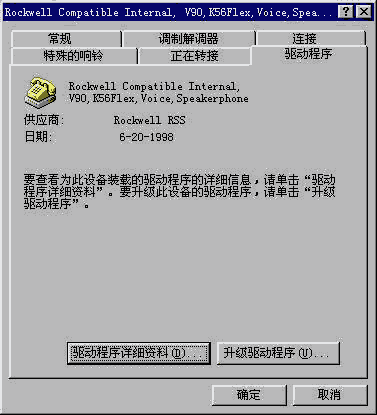 Rockwell Compatible Internal, V90,K56Flex,Voice,Spea...
常规
调制解调器
连接
特殊的响铃
正在转接
驱动程序
Rockwell Compatible Internal,
V90,K56Flex,Voice,Speakerphone
供应商: Rockwell RSS
日期: 6-20-1998
要查看为此设备装载的驱动程序的详细信息,请单击“驱动
程序详细资料”。要升级此设备的驱动程序,请单击“升级
驱动程序”。
驱动程序详细资料(D)...
升级驱动程序(U)...
确定
取消